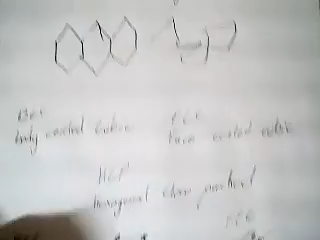 BCC FCC
body centred cubic Face centred cubic
HCP
hexagonal close packed
FCC